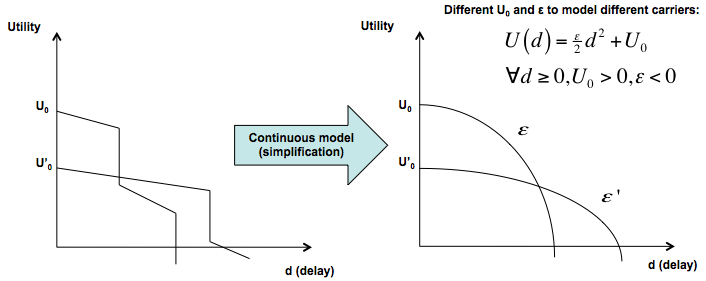 Different U₀ and ε to model different carriers:
Utility
Utility
U(d) = ε/2 d² + U₀
∀d ≥ 0, U₀ > 0, ε < 0
U₀
U₀
ε
Continuous model
(simplification)
U'₀
U'₀
ε'
d (delay)
d (delay)